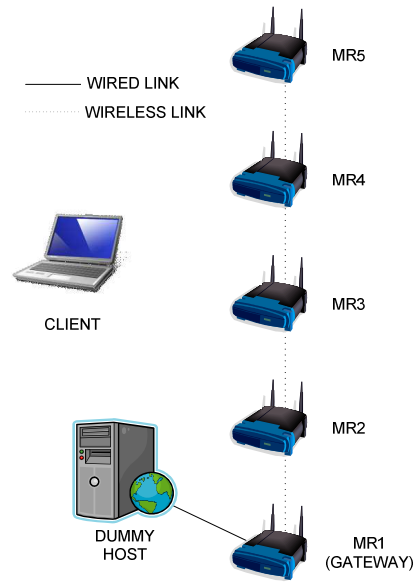 MR5
WIRED LINK
WIRELESS LINK
MR4
MR3
CLIENT
MR2
DUMMY
HOST
MR1
(GATEWAY)